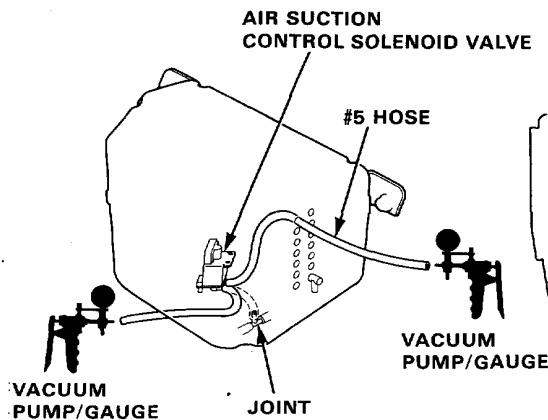 AIR SUCTION
CONTROL SOLENOID VALVE
#5 HOSE
VACUUM
PUMP/GAUGE
VACUUM
PUMP/GAUGE
JOINT